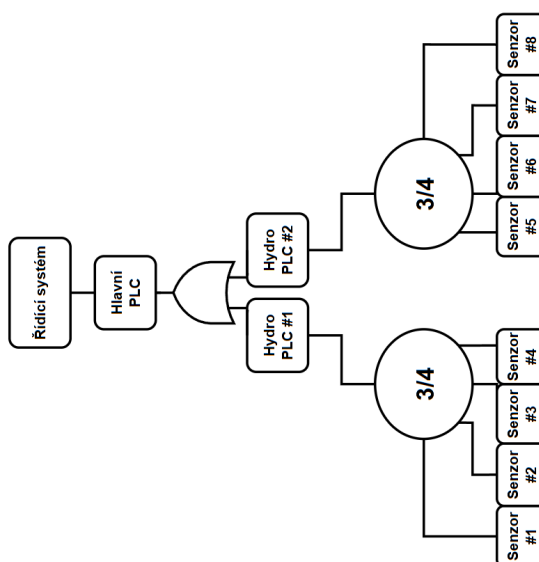 Řídicí systém
Hlavní
PLC
Hydro
PLC #1
Hydro
PLC #2
3/4
3/4
Senzor
#1
Senzor
#2
Senzor
#3
Senzor
#4
Senzor
#5
Senzor
#6
Senzor
#7
Senzor
#8